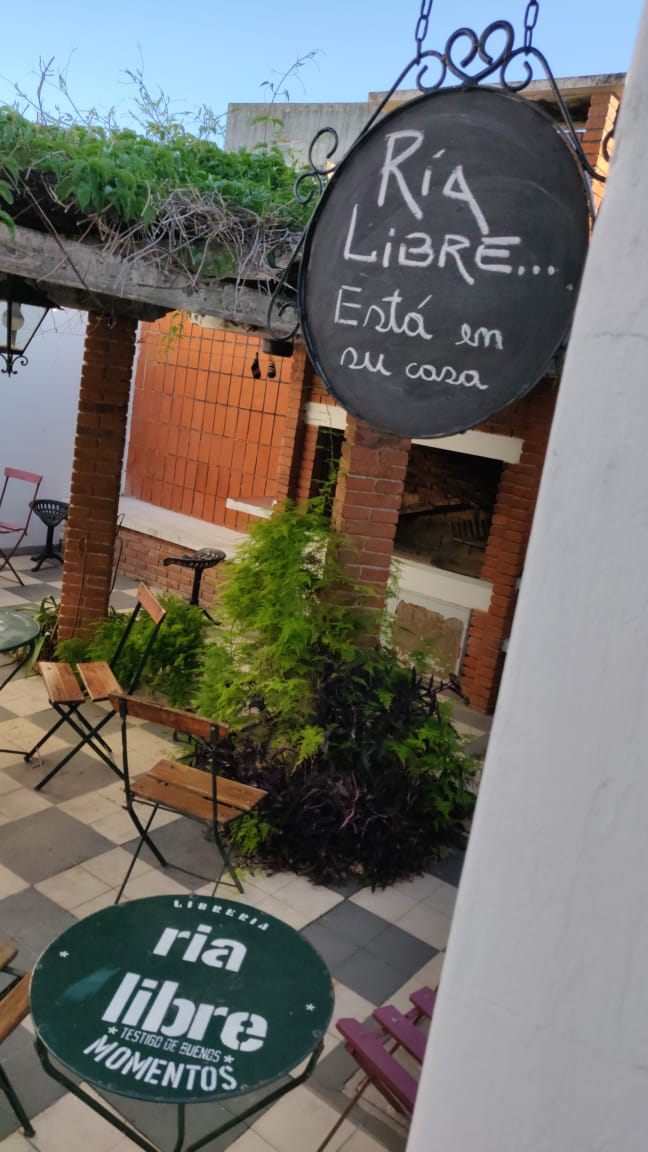 Ría
LIBRE...
Está en
su casa
LIBRERIA
ria
libre
*TESTIGO DE BUENOS*
MOMENTOS